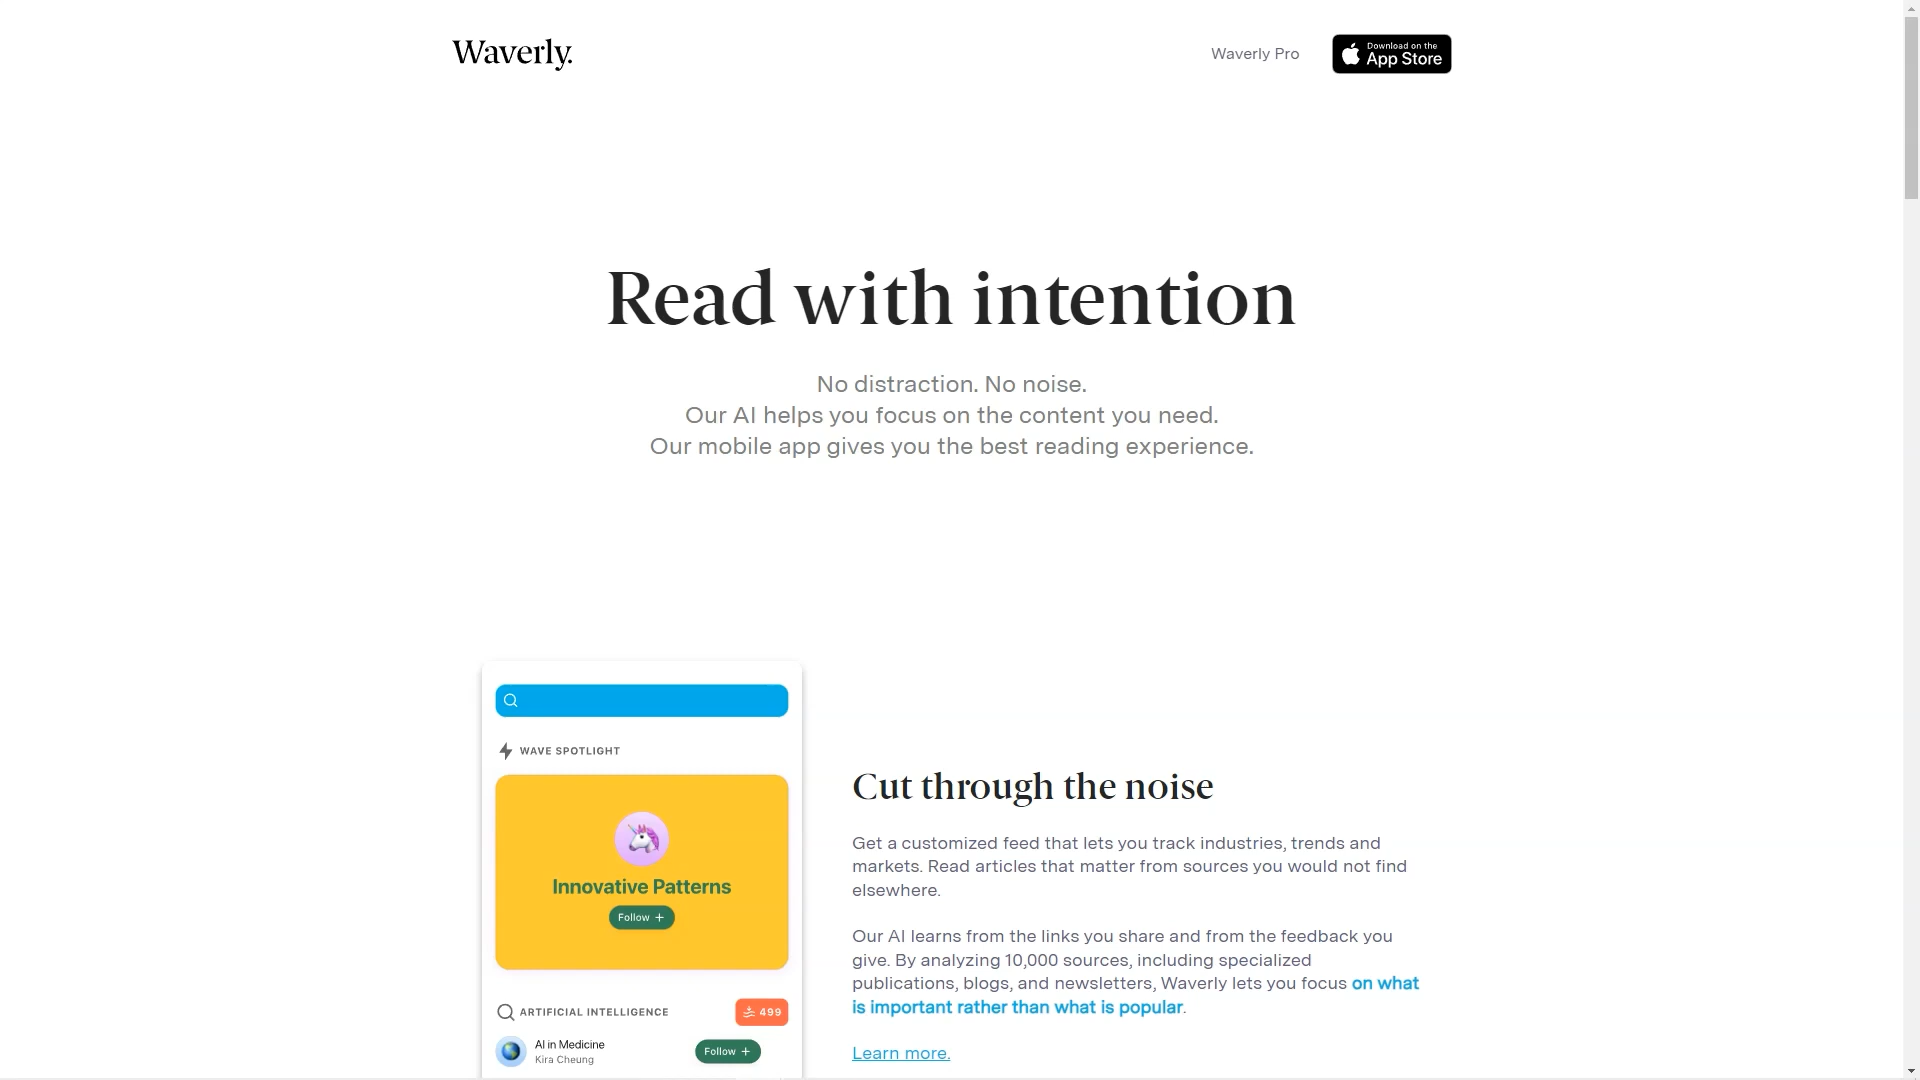 Waverly.
Waverly Pro
Download on the
App Store
Read with intention
No distraction. No noise.
Our AI helps you focus on the content you need.
Our mobile app gives you the best reading experience.
WAVE SPOTLIGHT
Innovative Patterns
Follow +
ARTIFICIAL INTELLIGENCE
499
AI in Medicine
Kira Cheung
Follow +
Cut through the noise
Get a customized feed that lets you track industries, trends and
markets. Read articles that matter from sources you would not find
elsewhere.
Our AI learns from the links you share and from the feedback you
give. By analyzing 10,000 sources, including specialized
publications, blogs, and newsletters, Waverly lets you focus on what
is important rather than what is popular.
Learn more.